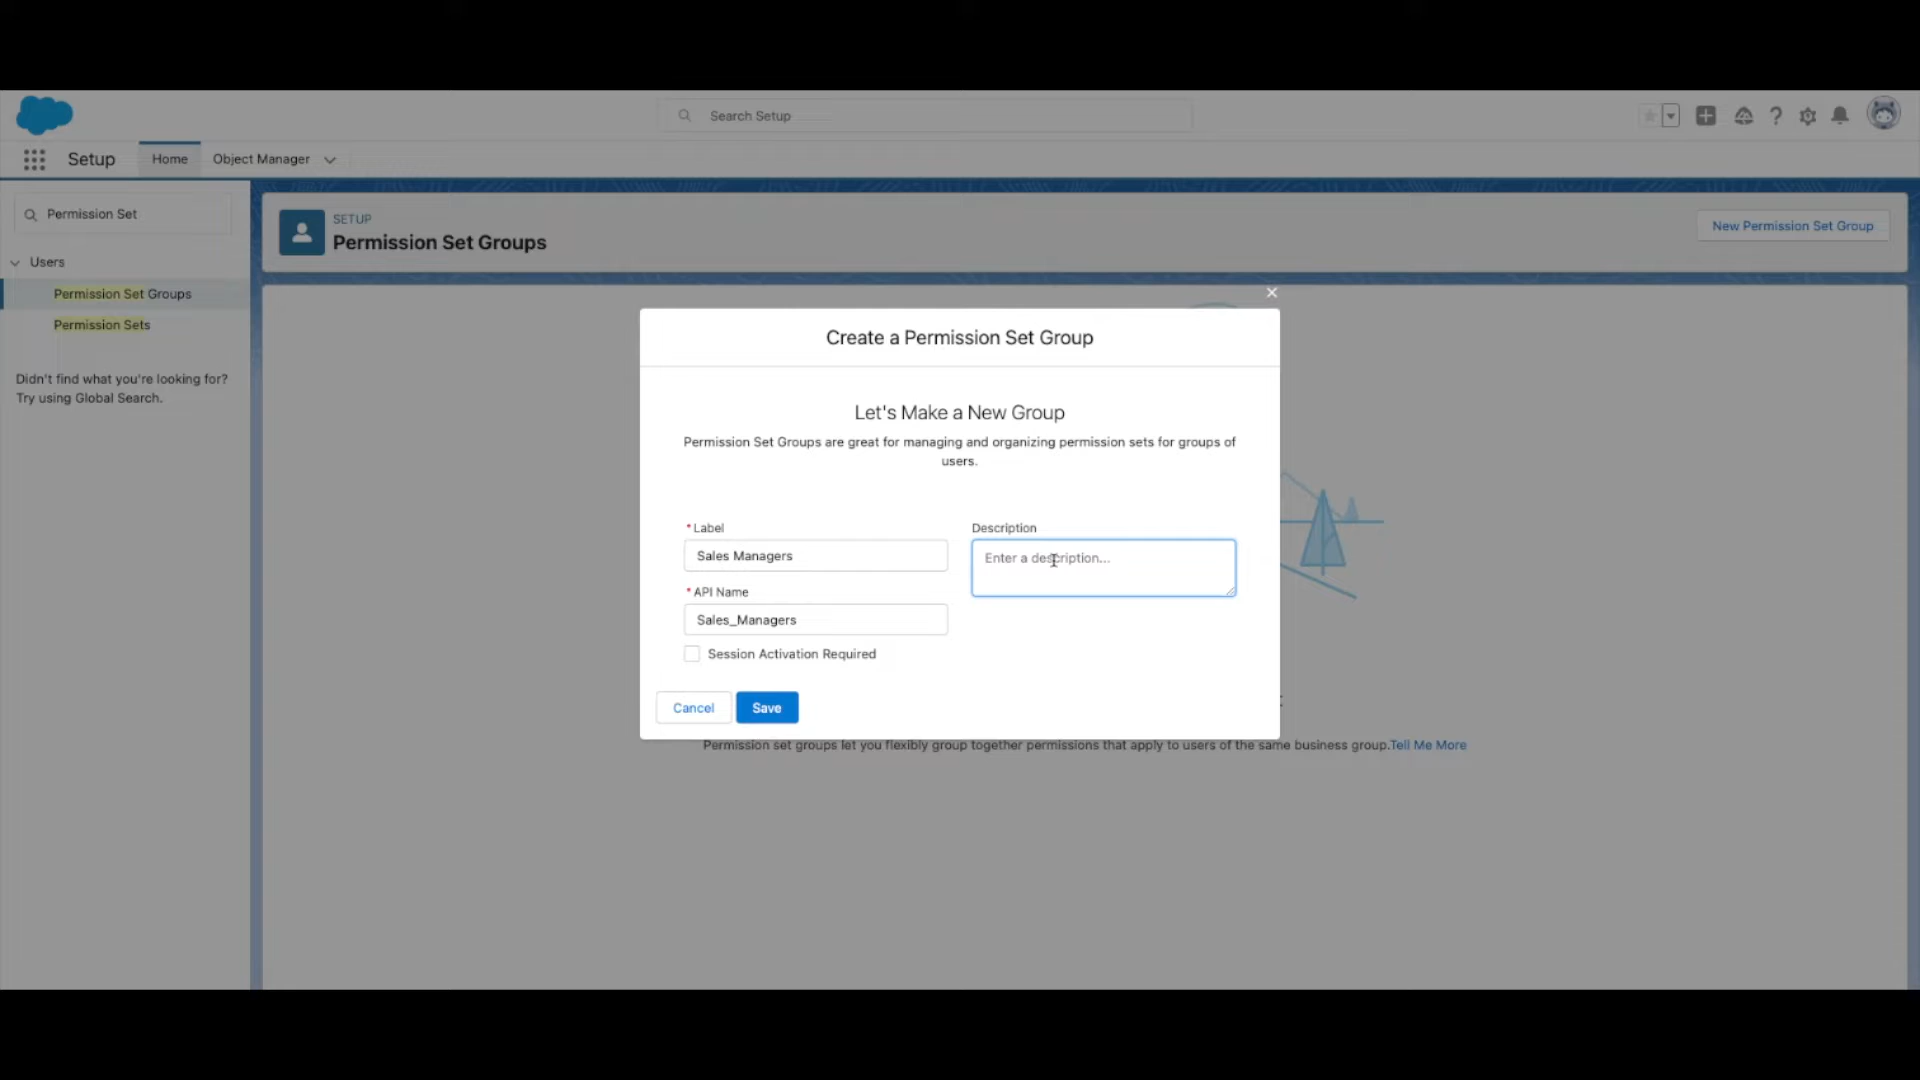 Search Setup
Setup
Home
Object Manager
Permission Set
Users
Permission Set Groups
Permission Sets
Didn't find what you're looking for?
Try using Global Search.
SETUP
Permission Set Groups
New Permission Set Group
Create a Permission Set Group
Let's Make a New Group
Permission Set Groups are great for managing and organizing permission sets for groups of
users.
*Label
Sales Managers
*API Name
Sales_Managers
Session Activation Required
Description
Enter a description...
Cancel
Save
Permission set groups let you flexibly group together permissions that apply to users of the same business group.Tell Me More